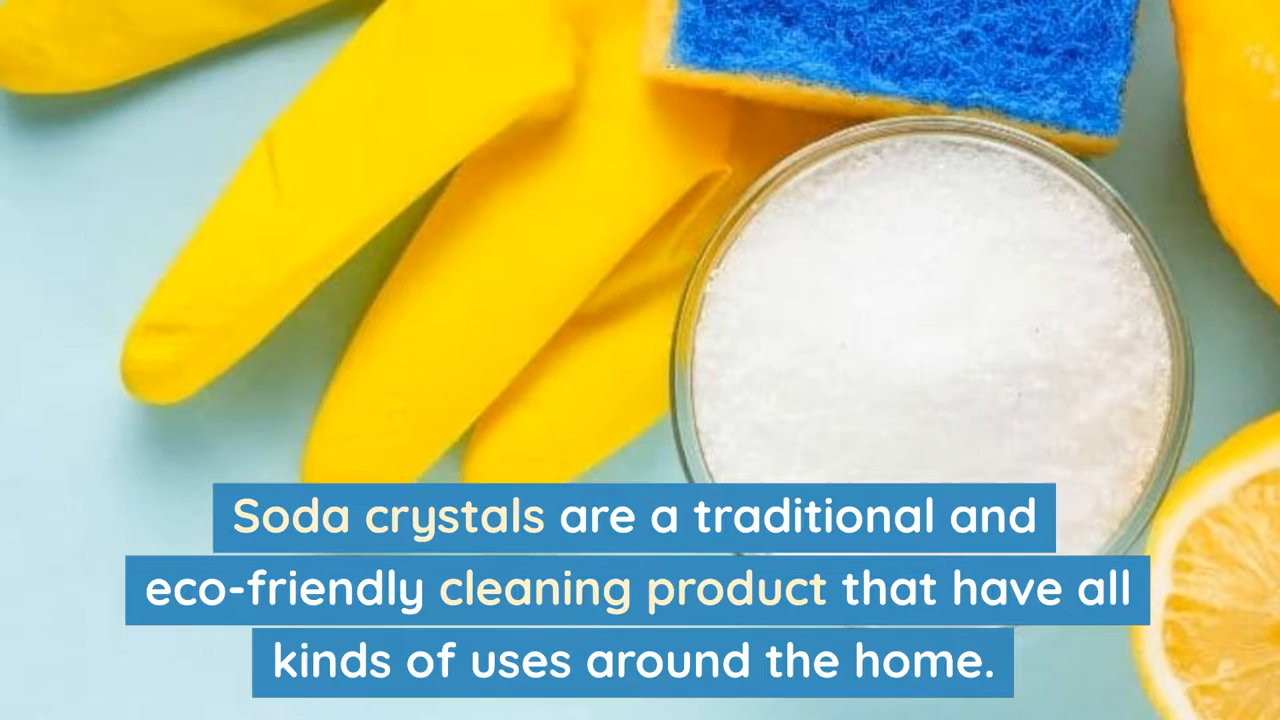 Soda crystals are a traditional and
eco-friendly cleaning product that have all
kinds of uses around the home.